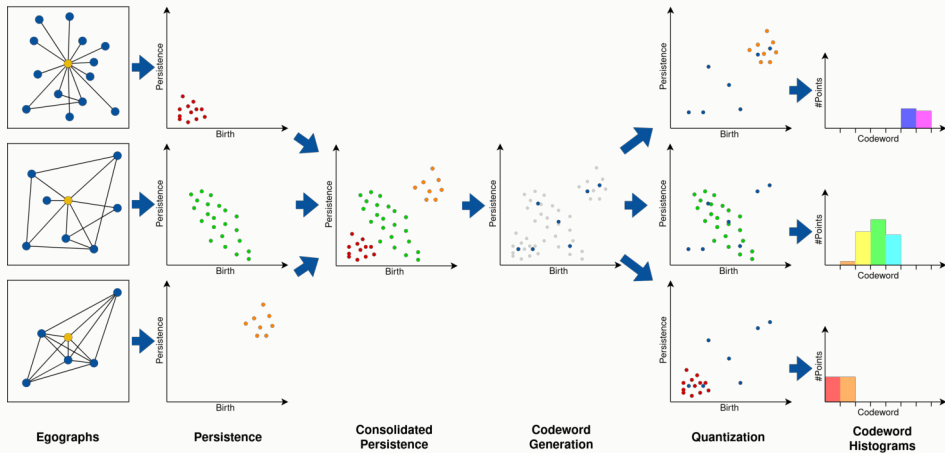 Persistence
Birth
Persistence
Birth
#Points
Codeword
Persistence
Birth
Persistence
Birth
Persistence
Birth
Persistence
Birth
#Points
Codeword
Persistence
Birth
Persistence
Birth
#Points
Codeword
Egographs
Persistence
Consolidated
Persistence
Codeword
Generation
Quantization
Codeword
Histograms